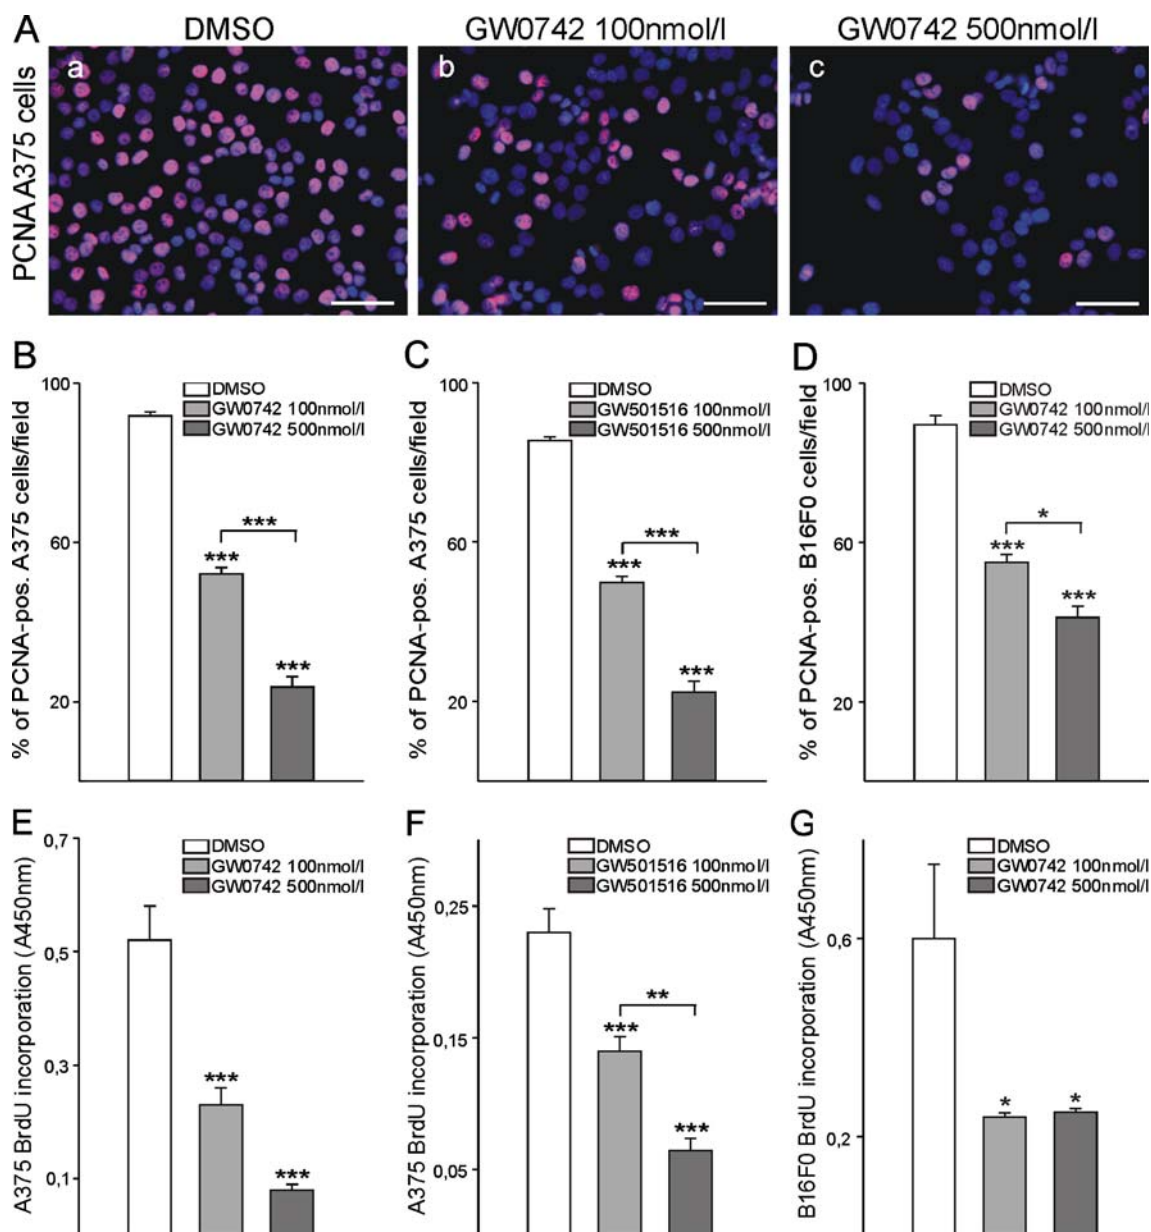 A
DMSO
GW0742 100nmol/l
GW0742 500nmol/l
PCNA A375 cells
a
b
c
B
% of PCNA-pos. A375 cells/field
100
60
20
DMSO
GW0742 100nmol/l
GW0742 500nmol/l
***
***
***
C
% of PCNA-pos. A375 cells/field
100
60
20
DMSO
GW501516 100nmol/l
GW501516 500nmol/l
***
***
***
D
% of PCNA-pos. B16F0 cells/field
100
60
20
DMSO
GW0742 100nmol/l
GW0742 500nmol/l
*
***
***
E
A375 BrdU incorporation (A450nm)
0,7
0,5
0,3
0,1
DMSO
GW0742 100nmol/l
GW0742 500nmol/l
***
***
F
A375 BrdU incorporation (A450nm)
0,25
0,15
0,05
DMSO
GW501516 100nmol/l
GW501516 500nmol/l
**
***
***
G
B16F0 BrdU incorporation (A450nm)
0,6
0,2
DMSO
GW0742 100nmol/l
GW0742 500nmol/l
*
*